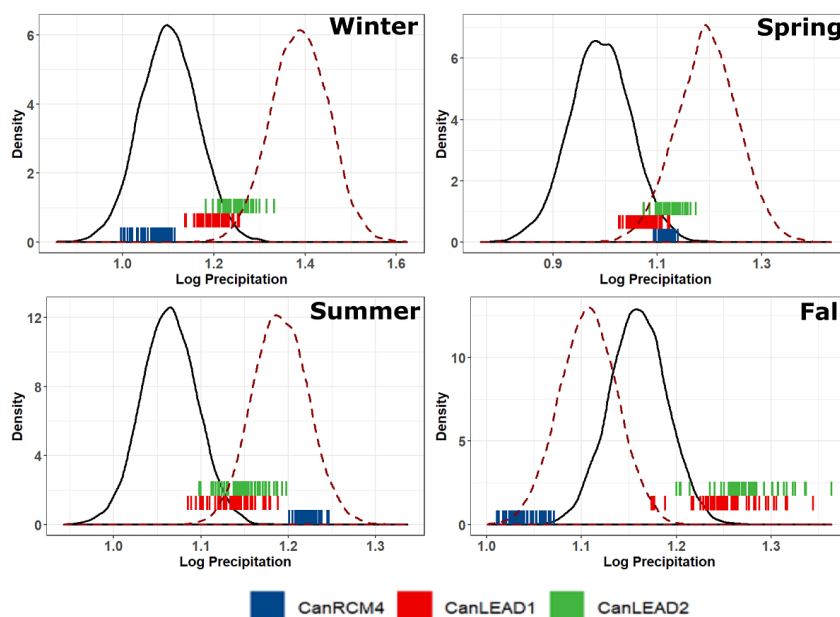 Winter
6
4
2
0
Density
1.0 1.2 1.4 1.6
Log Precipitation
Spring
6
4
2
0
Density
0.9 1.1 1.3
Log Precipitation
Summer
12
8
4
0
Density
1.0 1.1 1.2 1.3
Log Precipitation
Fal
10
5
0
Density
1.0 1.1 1.2 1.3
Log Precipitation
CanRCM4 CanLEAD1 CanLEAD2